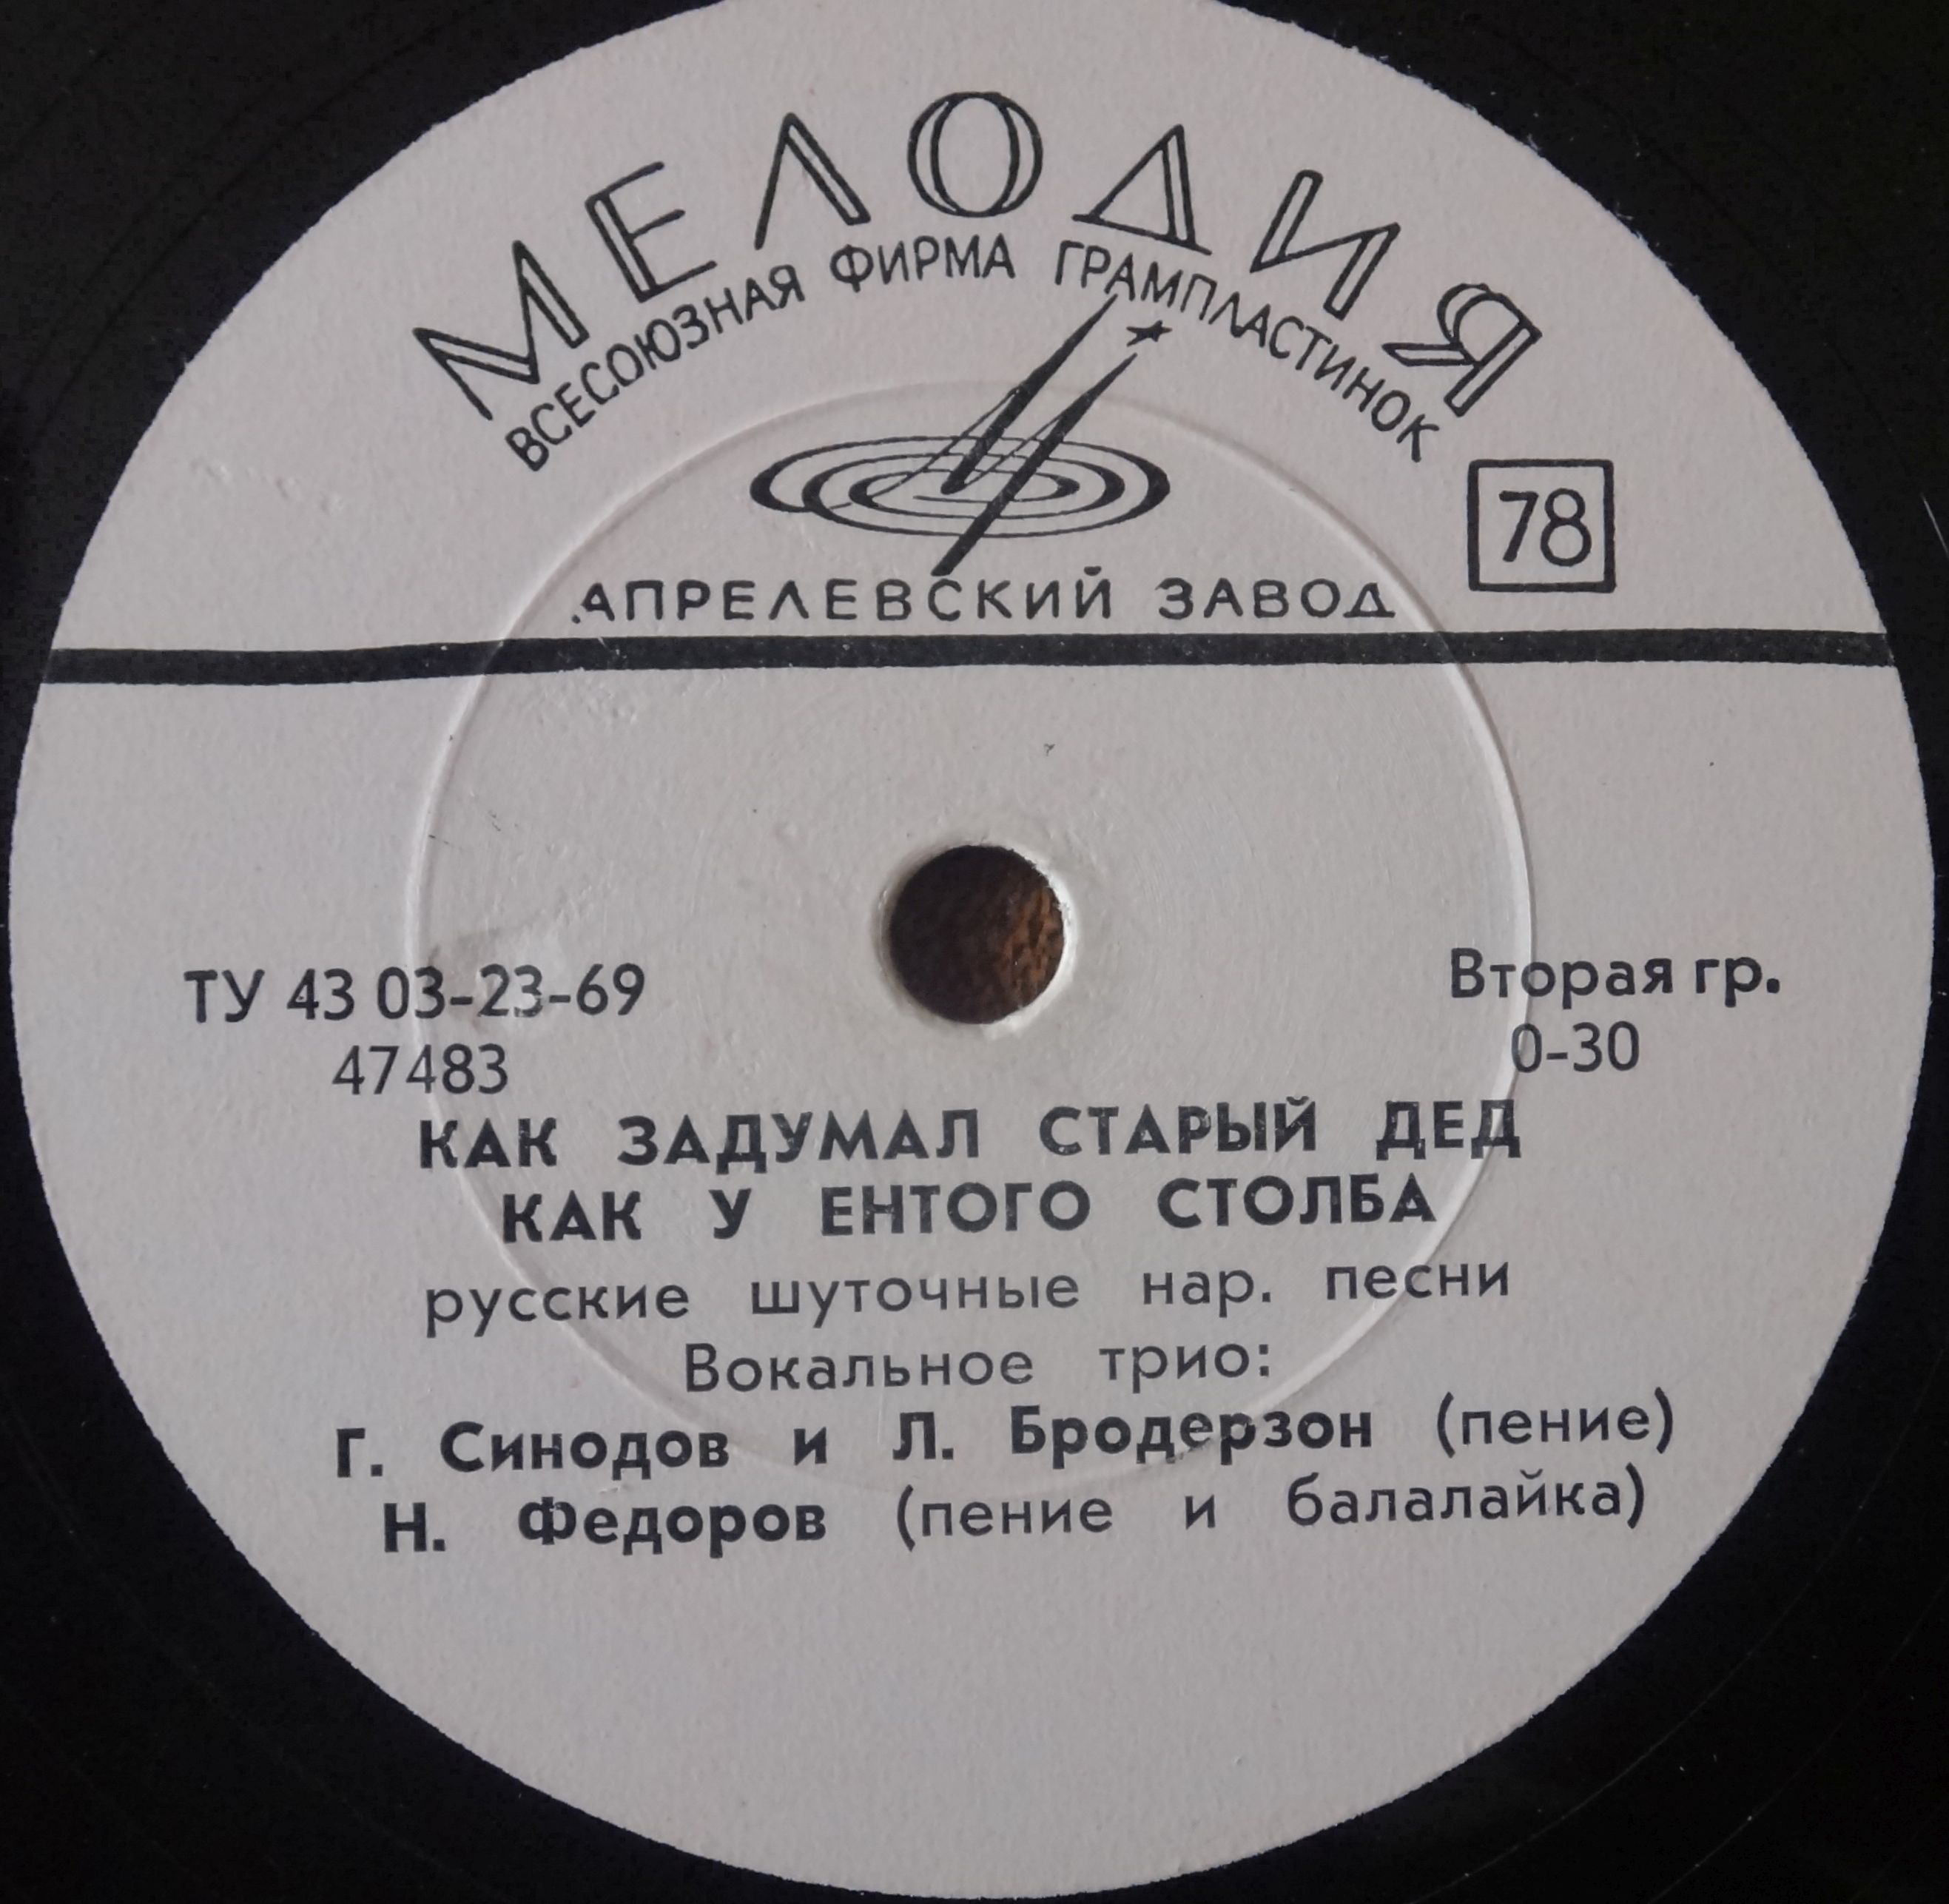 МЕЛОДИЯ
ВСЕСОЮЗНАЯ ФИРМА ГРАМПЛАСТИНОК
78
АПРЕЛЕВСКИЙ ЗАВОД
ТУ 43 03-23-69
Вторая гр.
47483
0-30
КАК ЗАДУМАЛ СТАРЫЙ ДЕД
КАК У ЕНТОГО СТОЛБА
русские шуточные нар. песни
Вокальное трио:
Г. Синодов и Л. Бродерзон (пение)
Н. Федоров (пение и балалайка)